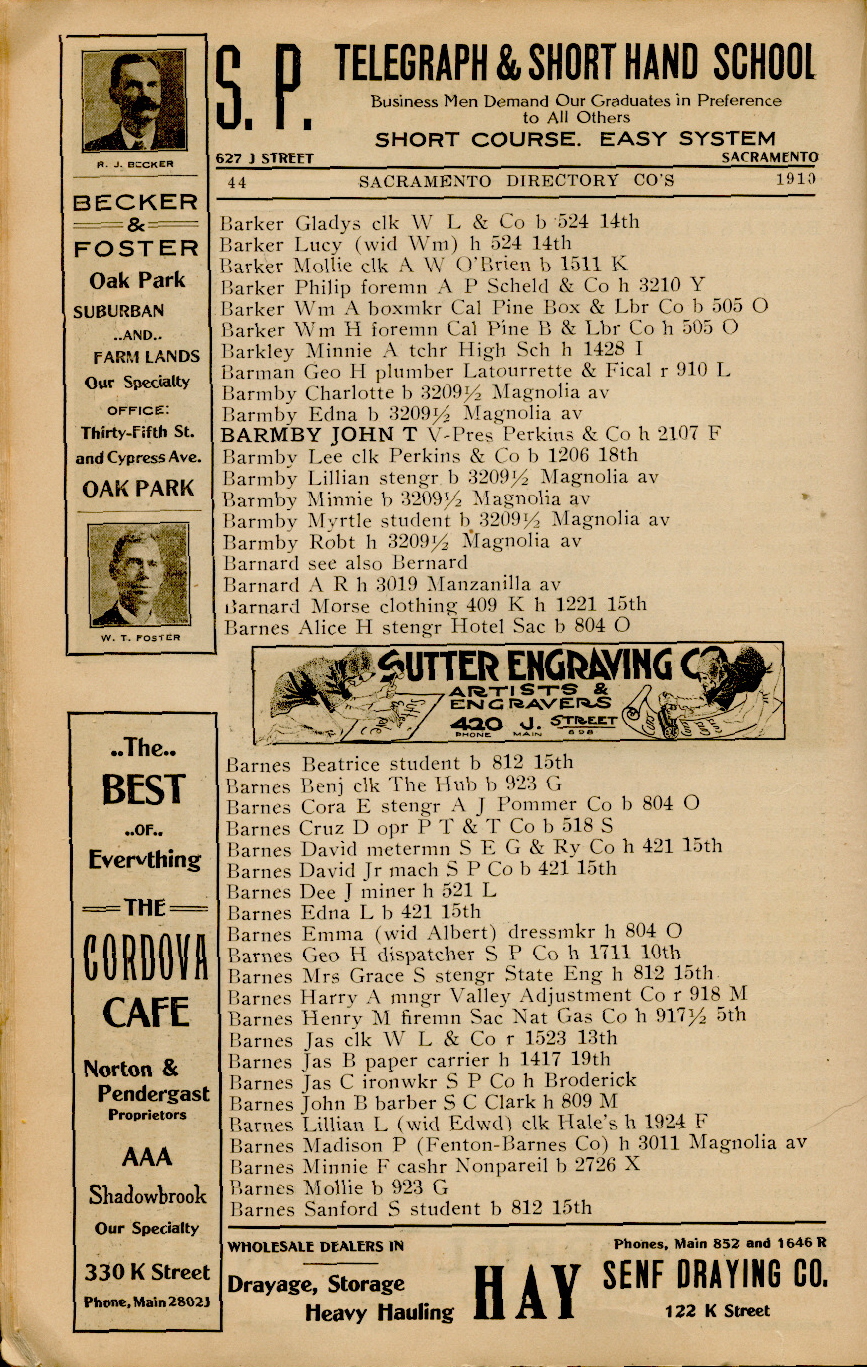 S. P.
TELEGRAPH & SHORT HAND SCHOOL
Business Men Demand Our Graduates in Preference
to All Others
SHORT COURSE. EASY SYSTEM
627 J STREET SACRAMENTO
44 SACRAMENTO DIRECTORY CO'S 1910
R. J. BECKER
BECKER
&
FOSTER
Oak Park
SUBURBAN
..AND..
FARM LANDS
Our Specialty
OFFICE:
Thirty-Fifth St.
and Cypress Ave.
OAK PARK
W. T. FOSTER
Barker Gladys clk W L & Co b 524 14th
Barker Lucy (wid Wm) h 524 14th
Barker Mollie clk A W O'Brien b 1511 K
Barker Philip foremn A P Scheld & Co h 3210 Y
Barker Wm A boxmkr Cal Pine Box & Lbr Co b 505 O
Barker Wm H foremn Cal Pine B & Lbr Co h 505 O
Barkley Minnie A tchr High Sch h 1428 I
Barman Geo H plumber Latourrette & Fical r 910 L
Barmby Charlotte b 3209½ Magnolia av
Barmby Edna b 3209½ Magnolia av
BARMBY JOHN T V-Pres Perkins & Co h 2107 F
Barmby Lee clk Perkins & Co b 1206 18th
Barmby Lillian stengr b 3209½ Magnolia av
Barmby Minnie b 3209½ Magnolia av
Barmby Myrtle student b 3209½ Magnolia av
Barmby Robt h 3209½ Magnolia av
Barnard see also Bernard
Barnard A R h 3019 Manzanilla av
Barnard Morse clothing 409 K h 1221 15th
Barnes Alice H stengr Hotel Sac b 804 O
SUTTER ENGRAVING CO
ARTISTS &
ENGRAVERS
420 J. STREET
PHONE MAIN 898
..The..
BEST
..OF..
Everything
THE
CORDOVA
CAFE
Norton &
Pendergast
Proprietors
AAA
Shadowbrook
Our Specialty
330 K Street
Phone, Main 2802J
Barnes Beatrice student b 812 15th
Barnes Benj clk The Hub b 923 G
Barnes Cora E stengr A J Pommer Co b 804 O
Barnes Cruz D opr P T & T Co b 518 S
Barnes David metermn S E G & Ry Co h 421 15th
Barnes David Jr mach S P Co b 421 15th
Barnes Dee J miner h 521 L
Barnes Edna L b 421 15th
Barnes Emma (wid Albert) dressmkr h 804 O
Barnes Geo H dispatcher S P Co h 1711 10th
Barnes Mrs Grace S stengr State Eng h 812 15th
Barnes Harry A mngr Valley Adjustment Co r 918 M
Barnes Henry M firemn Sac Nat Gas Co h 917½ 5th
Barnes Jas clk W L & Co r 1523 13th
Barnes Jas B paper carrier h 1417 19th
Barnes Jas C ironwkr S P Co h Broderick
Barnes John B barber S C Clark h 809 M
Barnes Lillian L (wid Edwd) clk Hale's h 1924 F
Barnes Madison P (Fenton-Barnes Co) h 3011 Magnolia av
Barnes Minnie F cashr Nonpareil b 2726 X
Barnes Mollie b 923 G
Barnes Sanford S student b 812 15th
WHOLESALE DEALERS IN
Drayage, Storage
Heavy Hauling
HAY
Phones, Main 852 and 1646 R
SENF DRAYING CO.
122 K Street